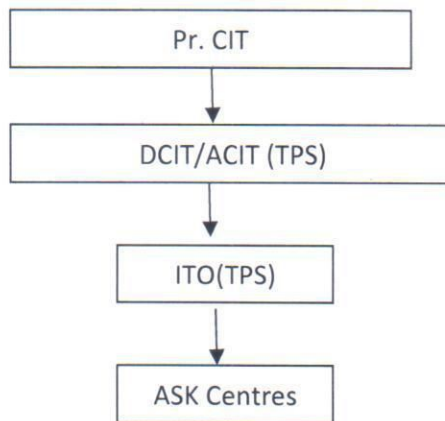 Pr. CIT
DCIT/ACIT (TPS)
ITO(TPS)
ASK Centres